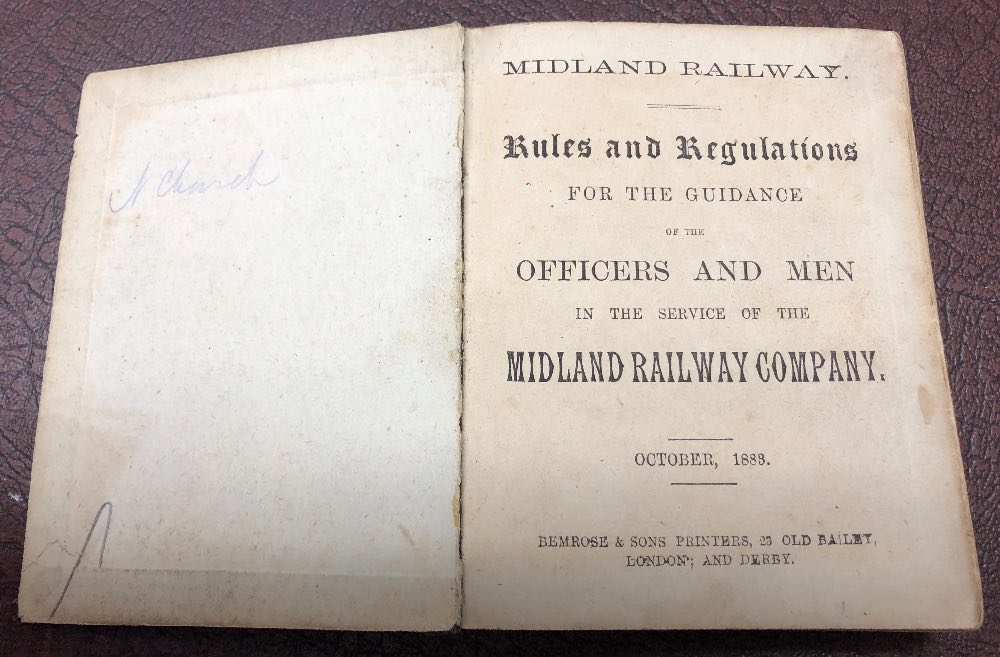 N Church
MIDLAND RAILWAY.
Rules and Regulations
FOR THE GUIDANCE
OF THE
OFFICERS AND MEN
IN THE SERVICE OF THE
MIDLAND RAILWAY COMPANY.
OCTOBER, 1883.
BEMROSE & SONS PRINTERS, 23 OLD BAILEY,
LONDON; AND DERBY.